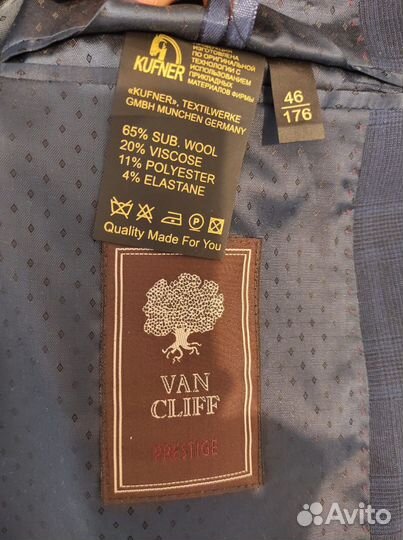 KUFNER
ИЗГОТОВЛЕНО
ПО ОРИГИНАЛЬНОЙ
ТЕХНОЛОГИИ С
ИСПОЛЬЗОВАНИЕМ
ПРИКЛАДНЫХ
МАТЕРИАЛОВ ФИРМЫ
«KUFNER», TEXTILWERKE
GMBH MUNCHEN GERMANY
65% SUB. WOOL
20% VISCOSE
11% POLYESTER
4% ELASTANE
P
Quality Made For You
46
176
VAN
CLIFF
PRESTIGE
Avito